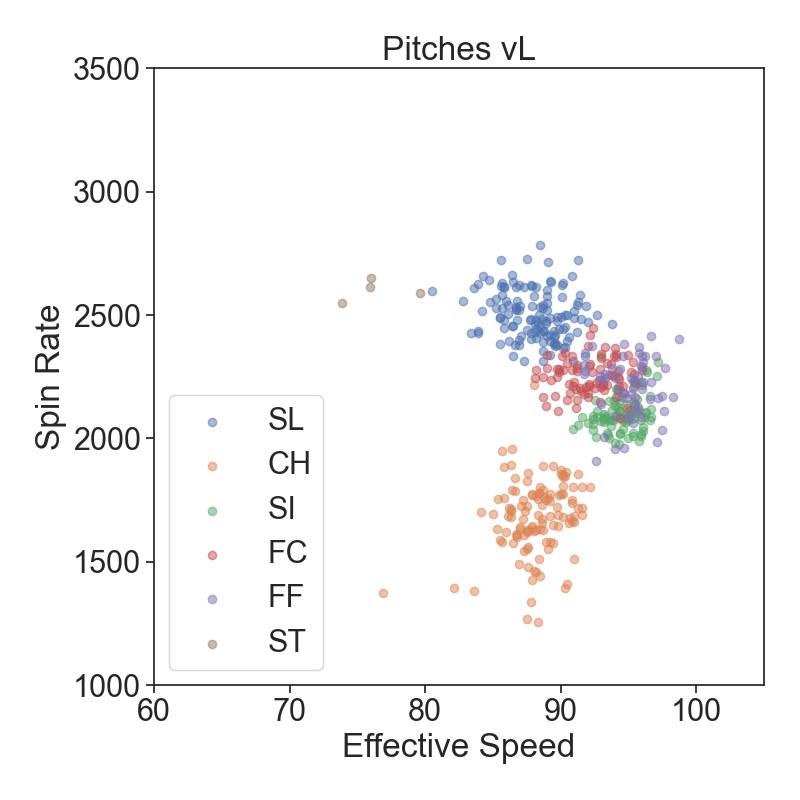 Pitches vL
3500
3000
2500
2000
1500
1000
Spin Rate
SL
CH
SI
FC
FF
ST
60 70 80 90 100
Effective Speed